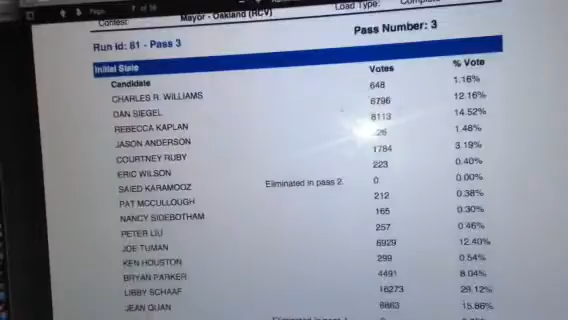 Page 7 of 36
Contest: Mayor - Oakland (RCV) Load Type:
Run Id: 81 - Pass 3 Pass Number: 3
Initial State
Candidate Votes % Vote
CHARLES R. WILLIAMS 648 1.16%
DAN SIEGEL 6796 12.16%
REBECCA KAPLAN 8113 14.52%
JASON ANDERSON 1.48%
COURTNEY RUBY 1784 3.19%
ERIC WILSON 223 0.40%
SAIED KARAMOOZ Eliminated in pass 2. 0 0.00%
PAT MCCULLOUGH 212 0.38%
NANCY SIDEBOTHAM 165 0.30%
PETER LIU 257 0.46%
JOE TUMAN 6929 12.40%
KEN HOUSTON 299 0.54%
BRYAN PARKER 4491 8.04%
LIBBY SCHAAF 16273 29.12%
JEAN QUAN 8863 15.86%